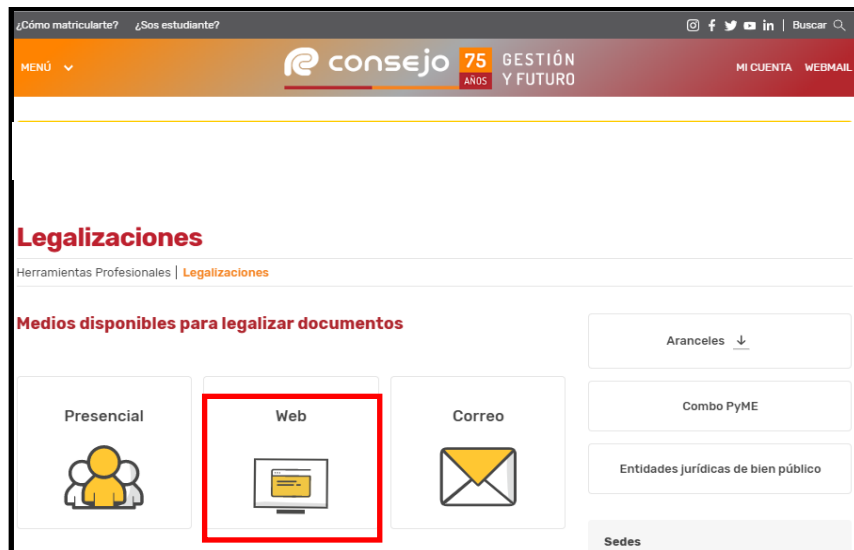 ¿Cómo matricularte? ¿Sos estudiante? in | Buscar
MENÚ consejo 75 AÑOS GESTIÓN Y FUTURO MI CUENTA WEBMAIL
Legalizaciones
Herramientas Profesionales | Legalizaciones
Medios disponibles para legalizar documentos
Presencial
Web
Correo
Aranceles
Combo PyME
Entidades jurídicas de bien público
Sedes